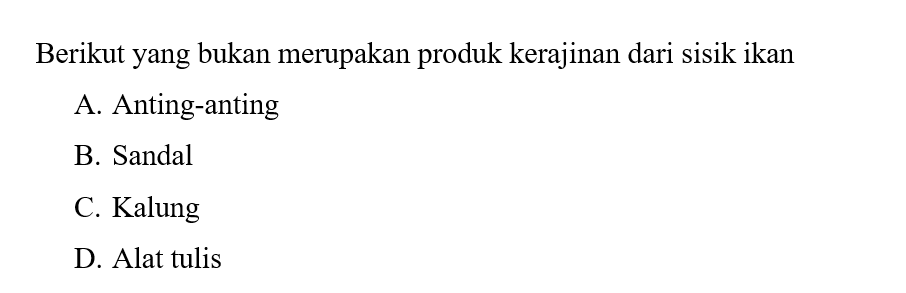 Berikut yang bukan merupakan produk kerajinan dari sisik ikan
A. Anting-anting
B. Sandal
C. Kalung
D. Alat tulis